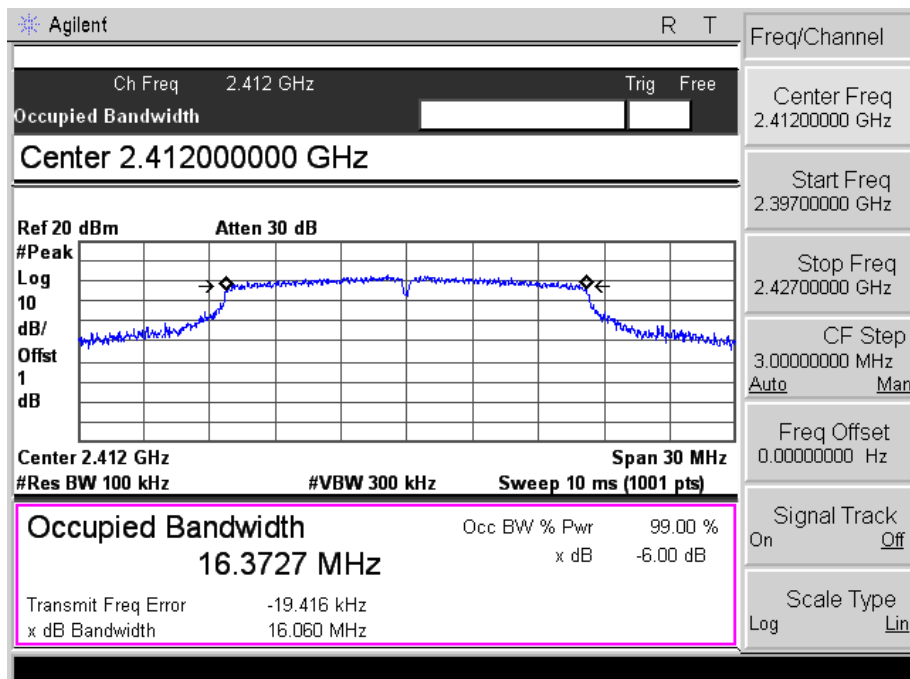 Agilent R T
Ch Freq 2.412 GHz Trig Free
Occupied Bandwidth
Center 2.412000000 GHz
Ref 20 dBm Atten 30 dB
#Peak
Log
10
dB/
Offst
1
dB
Center 2.412 GHz Span 30 MHz
#Res BW 100 kHz #VBW 300 kHz Sweep 10 ms (1001 pts)
Occupied Bandwidth
16.3727 MHz
Occ BW % Pwr 99.00 %
x dB -6.00 dB
Transmit Freq Error -19.416 kHz
x dB Bandwidth 16.060 MHz
Freq/Channel
Center Freq
2.41200000 GHz
Start Freq
2.39700000 GHz
Stop Freq
2.42700000 GHz
CF Step
3.00000000 MHz
Auto Man
Freq Offset
0.00000000 Hz
Signal Track
On Off
Scale Type
Log Lin